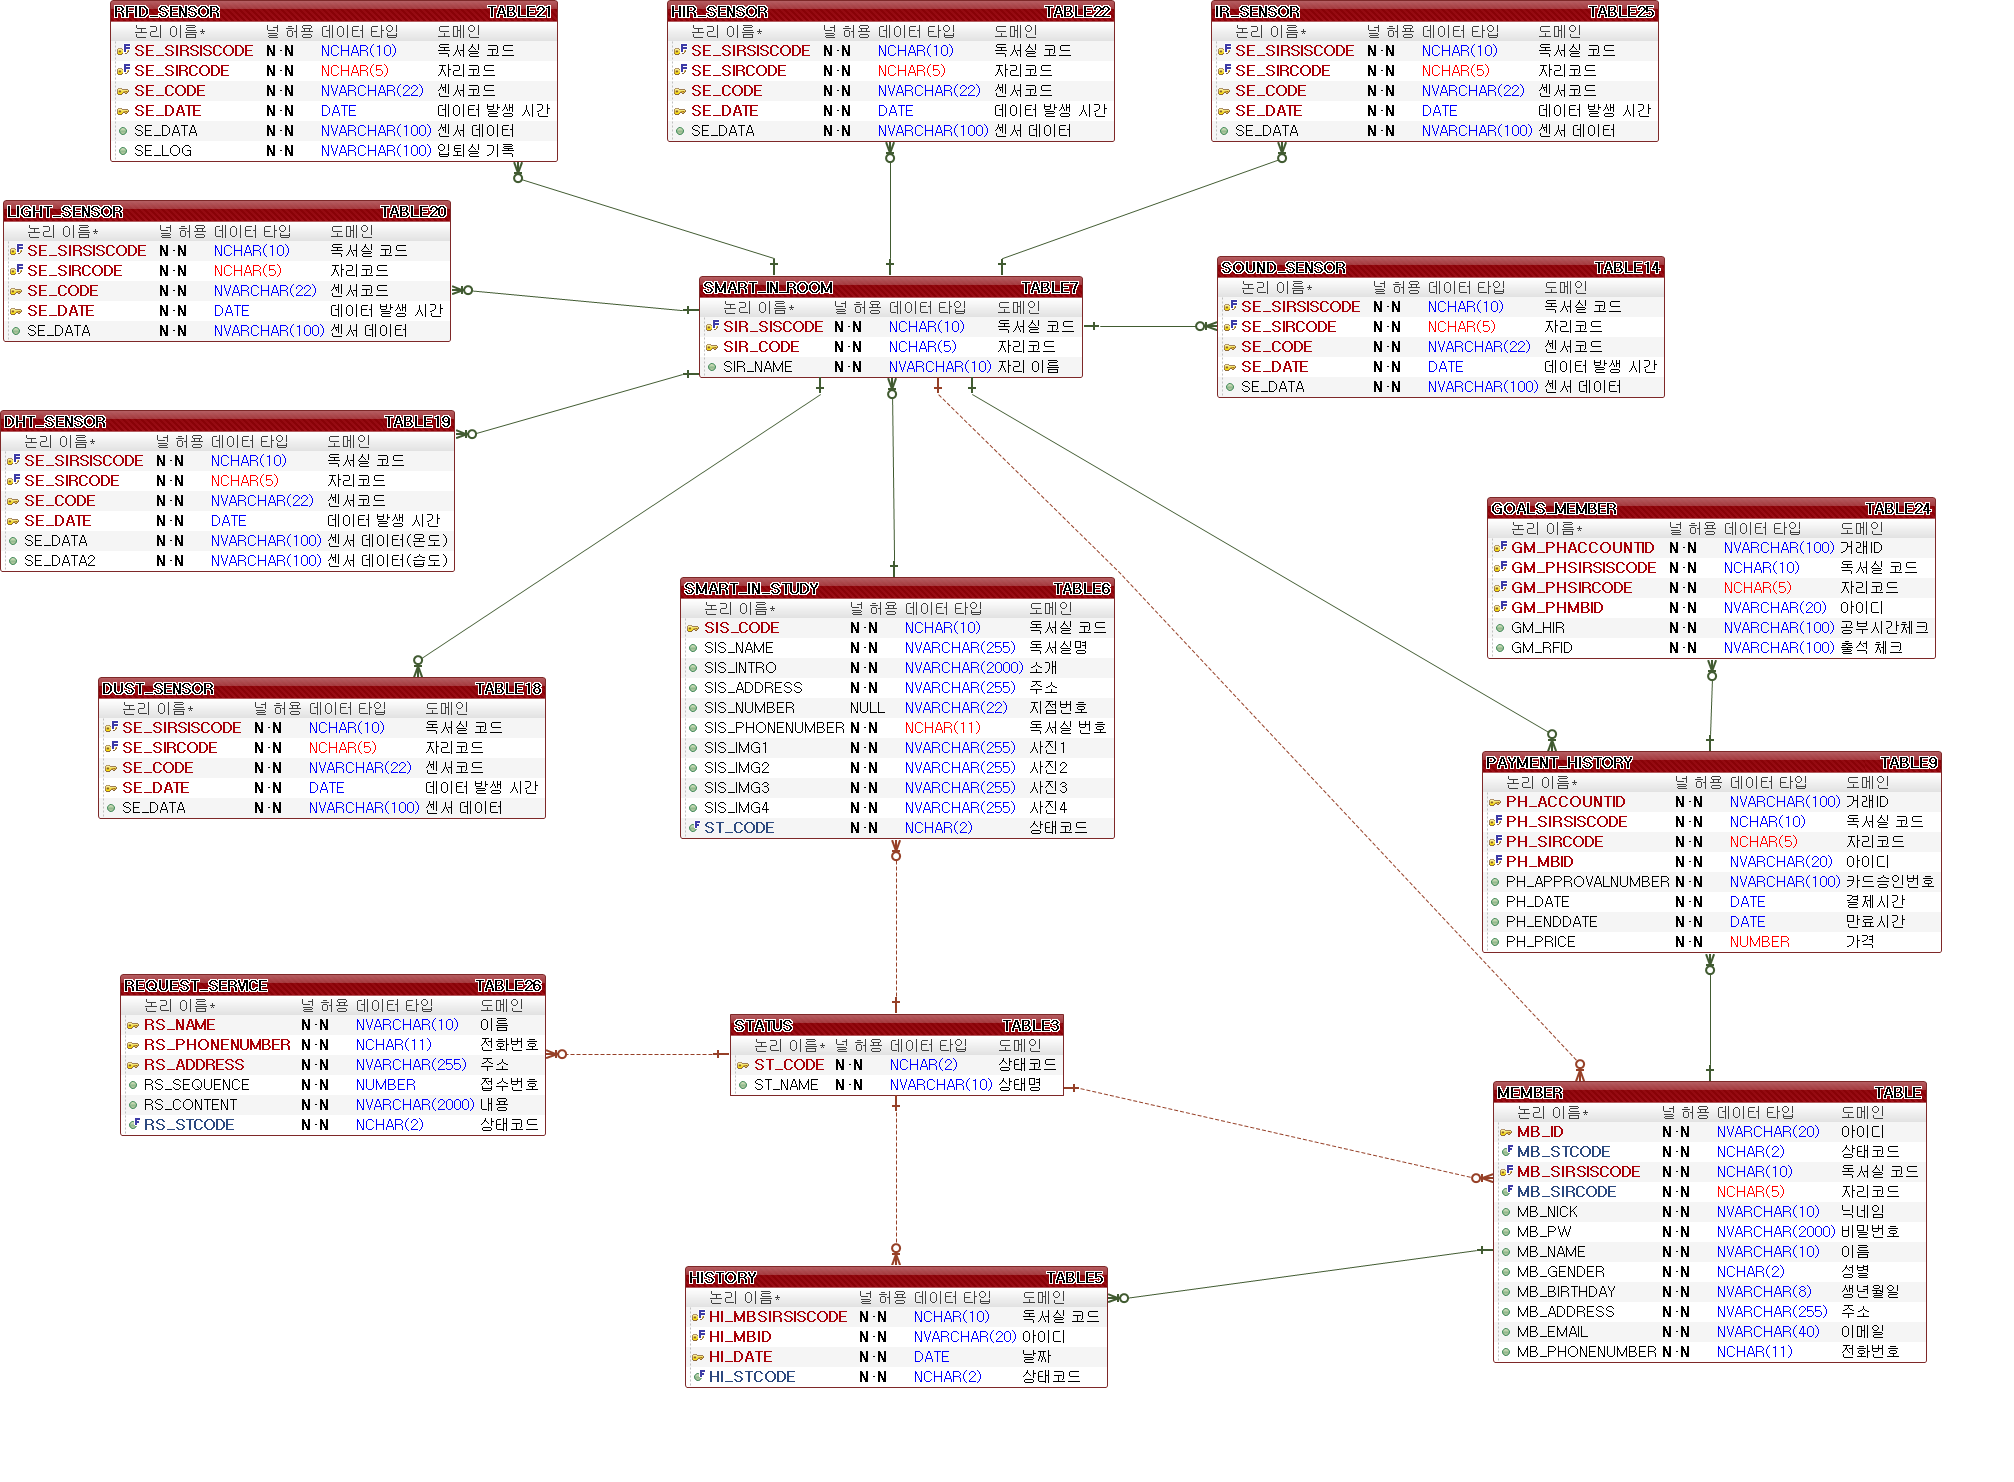 RFID_SENSOR TABLE21
논리 이름* 널 허용 데이터 타입 도메인
SE_SIRSISCODE N·N NCHAR(10) 독서실 코드
SE_SIRCODE N·N NCHAR(5) 자리코드
SE_CODE N·N NVARCHAR(22) 센서코드
SE_DATE N·N DATE 데이터 발생 시간
SE_DATA N·N NVARCHAR(100) 센서 데이터
SE_LOG N·N NVARCHAR(100) 입퇴실 기록
HIR_SENSOR TABLE22
논리 이름* 널 허용 데이터 타입 도메인
SE_SIRSISCODE N·N NCHAR(10) 독서실 코드
SE_SIRCODE N·N NCHAR(5) 자리코드
SE_CODE N·N NVARCHAR(22) 센서코드
SE_DATE N·N DATE 데이터 발생 시간
SE_DATA N·N NVARCHAR(100) 센서 데이터
IR_SENSOR TABLE25
논리 이름* 널 허용 데이터 타입 도메인
SE_SIRSISCODE N·N NCHAR(10) 독서실 코드
SE_SIRCODE N·N NCHAR(5) 자리코드
SE_CODE N·N NVARCHAR(22) 센서코드
SE_DATE N·N DATE 데이터 발생 시간
SE_DATA N·N NVARCHAR(100) 센서 데이터
LIGHT_SENSOR TABLE20
논리 이름* 널 허용 데이터 타입 도메인
SE_SIRSISCODE N·N NCHAR(10) 독서실 코드
SE_SIRCODE N·N NCHAR(5) 자리코드
SE_CODE N·N NVARCHAR(22) 센서코드
SE_DATE N·N DATE 데이터 발생 시간
SE_DATA N·N NVARCHAR(100) 센서 데이터
SMART_IN_ROOM TABLE7
논리 이름* 널 허용 데이터 타입 도메인
SIR_SISCODE N·N NCHAR(10) 독서실 코드
SIR_CODE N·N NCHAR(5) 자리코드
SIR_NAME N·N NVARCHAR(10) 자리 이름
SOUND_SENSOR TABLE14
논리 이름* 널 허용 데이터 타입 도메인
SE_SIRSISCODE N·N NCHAR(10) 독서실 코드
SE_SIRCODE N·N NCHAR(5) 자리코드
SE_CODE N·N NVARCHAR(22) 센서코드
SE_DATE N·N DATE 데이터 발생 시간
SE_DATA N·N NVARCHAR(100) 센서 데이터
DHT_SENSOR TABLE19
논리 이름* 널 허용 데이터 타입 도메인
SE_SIRSISCODE N·N NCHAR(10) 독서실 코드
SE_SIRCODE N·N NCHAR(5) 자리코드
SE_CODE N·N NVARCHAR(22) 센서코드
SE_DATE N·N DATE 데이터 발생 시간
SE_DATA N·N NVARCHAR(100) 센서 데이터(온도)
SE_DATA2 N·N NVARCHAR(100) 센서 데이터(습도)
GOALS_MEMBER TABLE24
논리 이름* 널 허용 데이터 타입 도메인
GM_PHACCOUNTID N·N NVARCHAR(100) 거래ID
GM_PHSIRSISCODE N·N NCHAR(10) 독서실 코드
GM_PHSIRCODE N·N NCHAR(5) 자리코드
GM_PHMBID N·N NVARCHAR(20) 아이디
GM_HIR N·N NVARCHAR(100) 공부시간체크
GM_RFID N·N NVARCHAR(100) 출석 체크
SMART_IN_STUDY TABLE6
논리 이름* 널 허용 데이터 타입 도메인
SIS_CODE N·N NCHAR(10) 독서실 코드
SIS_NAME N·N NVARCHAR(255) 독서실명
SIS_INTRO N·N NVARCHAR(2000) 소개
SIS_ADDRESS N·N NVARCHAR(255) 주소
SIS_NUMBER NULL NVARCHAR(22) 지점번호
SIS_PHONENUMBER N·N NCHAR(11) 독서실 번호
SIS_IMG1 N·N NVARCHAR(255) 사진1
SIS_IMG2 N·N NVARCHAR(255) 사진2
SIS_IMG3 N·N NVARCHAR(255) 사진3
SIS_IMG4 N·N NVARCHAR(255) 사진4
ST_CODE N·N NCHAR(2) 상태코드
DUST_SENSOR TABLE18
논리 이름* 널 허용 데이터 타입 도메인
SE_SIRSISCODE N·N NCHAR(10) 독서실 코드
SE_SIRCODE N·N NCHAR(5) 자리코드
SE_CODE N·N NVARCHAR(22) 센서코드
SE_DATE N·N DATE 데이터 발생 시간
SE_DATA N·N NVARCHAR(100) 센서 데이터
PAYMENT_HISTORY TABLE9
논리 이름* 널 허용 데이터 타입 도메인
PH_ACCOUNTID N·N NVARCHAR(100) 거래ID
PH_SIRSISCODE N·N NCHAR(10) 독서실 코드
PH_SIRCODE N·N NCHAR(5) 자리코드
PH_MBID N·N NVARCHAR(20) 아이디
PH_APPROVALNUMBER N·N NVARCHAR(100) 카드승인번호
PH_DATE N·N DATE 결제시간
PH_ENDDATE N·N DATE 만료시간
PH_PRICE N·N NUMBER 가격
REQUEST_SERVICE TABLE26
논리 이름* 널 허용 데이터 타입 도메인
RS_NAME N·N NVARCHAR(10) 이름
RS_PHONENUMBER N·N NCHAR(11) 전화번호
RS_ADDRESS N·N NVARCHAR(255) 주소
RS_SEQUENCE N·N NUMBER 접수번호
RS_CONTENT N·N NVARCHAR(2000) 내용
RS_STCODE N·N NCHAR(2) 상태코드
STATUS TABLE3
논리 이름* 널 허용 데이터 타입 도메인
ST_CODE N·N NCHAR(2) 상태코드
ST_NAME N·N NVARCHAR(10) 상태명
MEMBER TABLE
논리 이름* 널 허용 데이터 타입 도메인
MB_ID N·N NVARCHAR(20) 아이디
MB_STCODE N·N NCHAR(2) 상태코드
MB_SIRSISCODE N·N NCHAR(10) 독서실 코드
MB_SIRCODE N·N NCHAR(5) 자리코드
MB_NICK N·N NVARCHAR(10) 닉네임
MB_PW N·N NVARCHAR(2000) 비밀번호
MB_NAME N·N NVARCHAR(10) 이름
MB_GENDER N·N NCHAR(2) 성별
MB_BIRTHDAY N·N NVARCHAR(8) 생년월일
MB_ADDRESS N·N NVARCHAR(255) 주소
MB_EMAIL N·N NVARCHAR(40) 이메일
MB_PHONENUMBER N·N NCHAR(11) 전화번호
HISTORY TABLE5
논리 이름* 널 허용 데이터 타입 도메인
HI_MBSIRSISCODE N·N NCHAR(10) 독서실 코드
HI_MBID N·N NVARCHAR(20) 아이디
HI_DATE N·N DATE 날짜
HI_STCODE N·N NCHAR(2) 상태코드